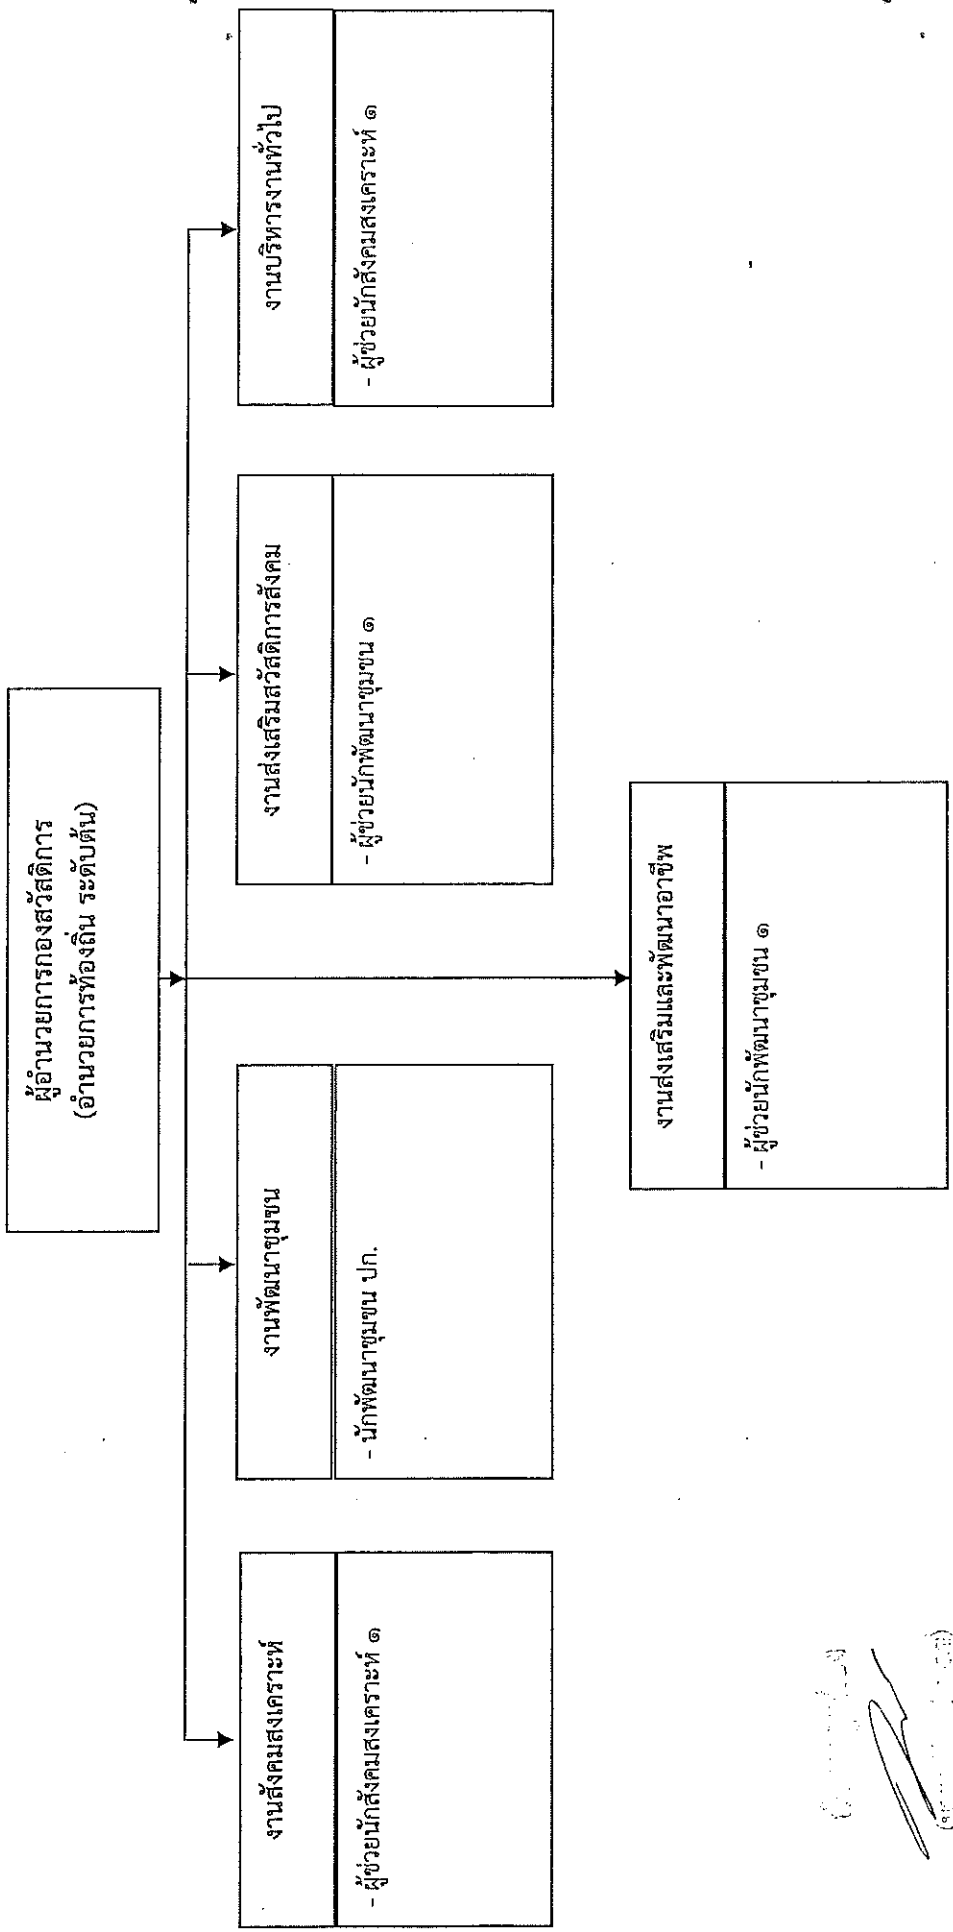 ผู้อำนวยการกองสวัสดิการ
(อำนวยการท้องถิ่น ระดับต้น)
งานสังคมสงเคราะห์
- ผู้ช่วยนักสังคมสงเคราะห์ ๑
งานพัฒนาชุมชน
- นักพัฒนาชุมชน ปก.
งานส่งเสริมสวัสดิการสังคม
- ผู้ช่วยนักพัฒนาชุมชน ๑
งานบริหารงานทั่วไป
- ผู้ช่วยนักสังคมสงเคราะห์ ๑
งานส่งเสริมและพัฒนาอาชีพ
- ผู้ช่วยนักพัฒนาชุมชน ๑